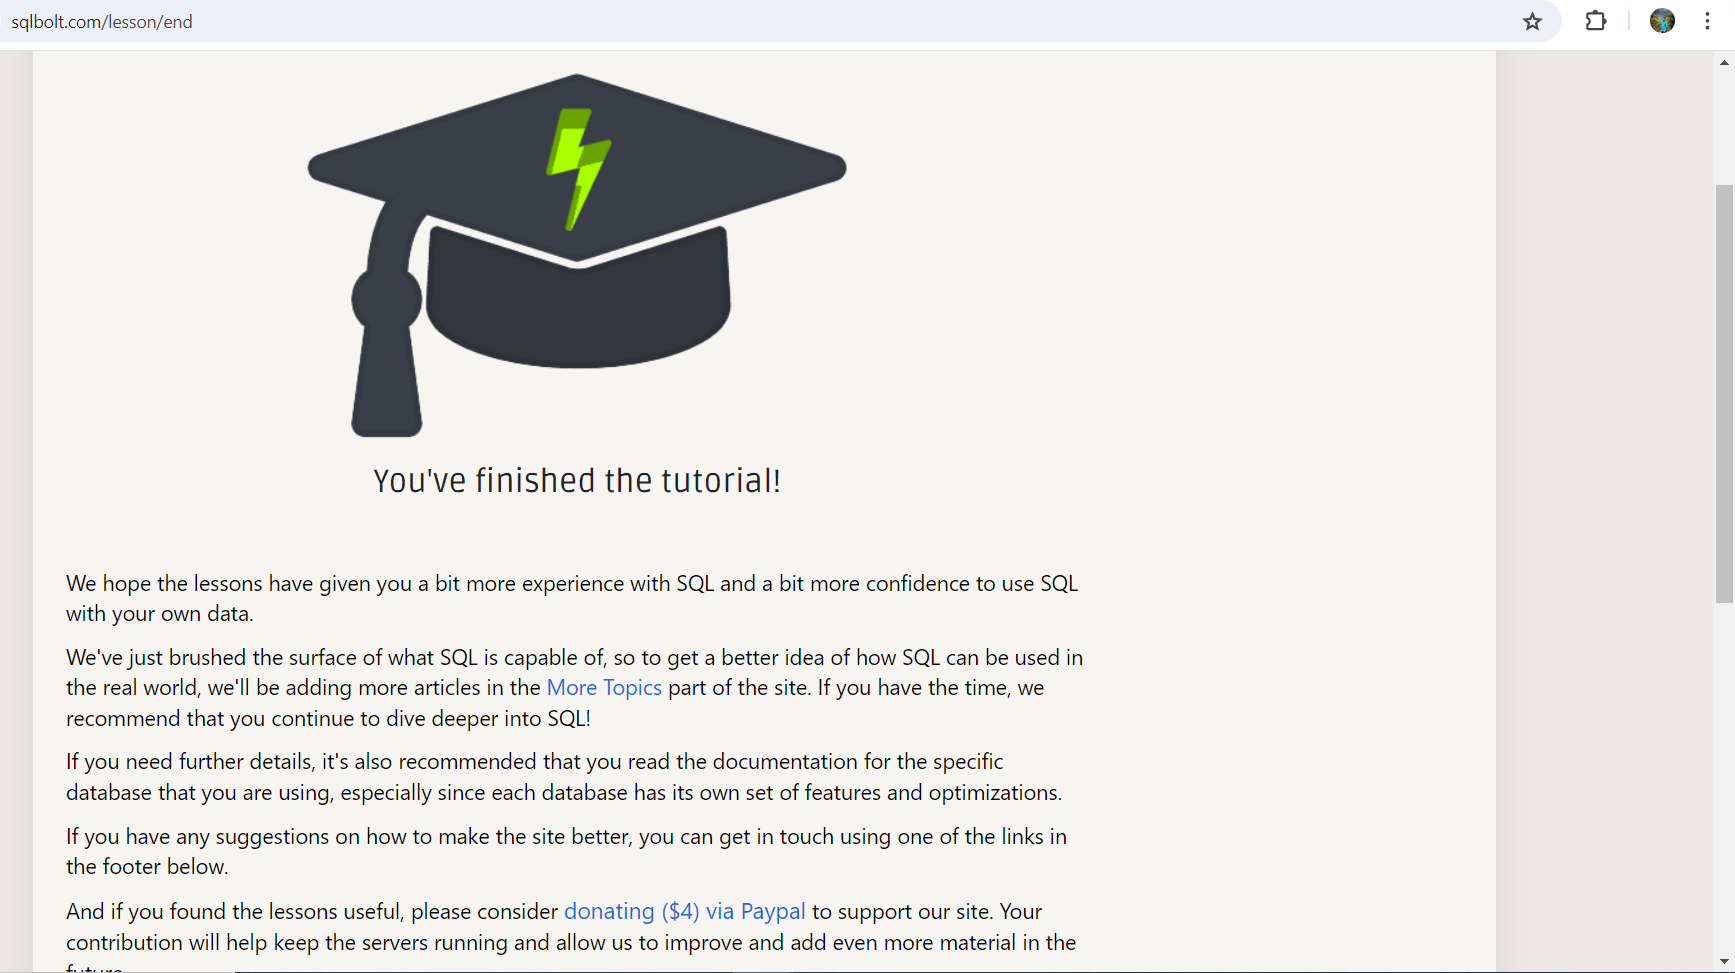 sqlbolt.com/lesson/end
You've finished the tutorial!
We hope the lessons have given you a bit more experience with SQL and a bit more confidence to use SQL
with your own data.
We've just brushed the surface of what SQL is capable of, so to get a better idea of how SQL can be used in
the real world, we'll be adding more articles in the More Topics part of the site. If you have the time, we
recommend that you continue to dive deeper into SQL!
If you need further details, it's also recommended that you read the documentation for the specific
database that you are using, especially since each database has its own set of features and optimizations.
If you have any suggestions on how to make the site better, you can get in touch using one of the links in
the footer below.
And if you found the lessons useful, please consider donating ($4) via Paypal to support our site. Your
contribution will help keep the servers running and allow us to improve and add even more material in the
future